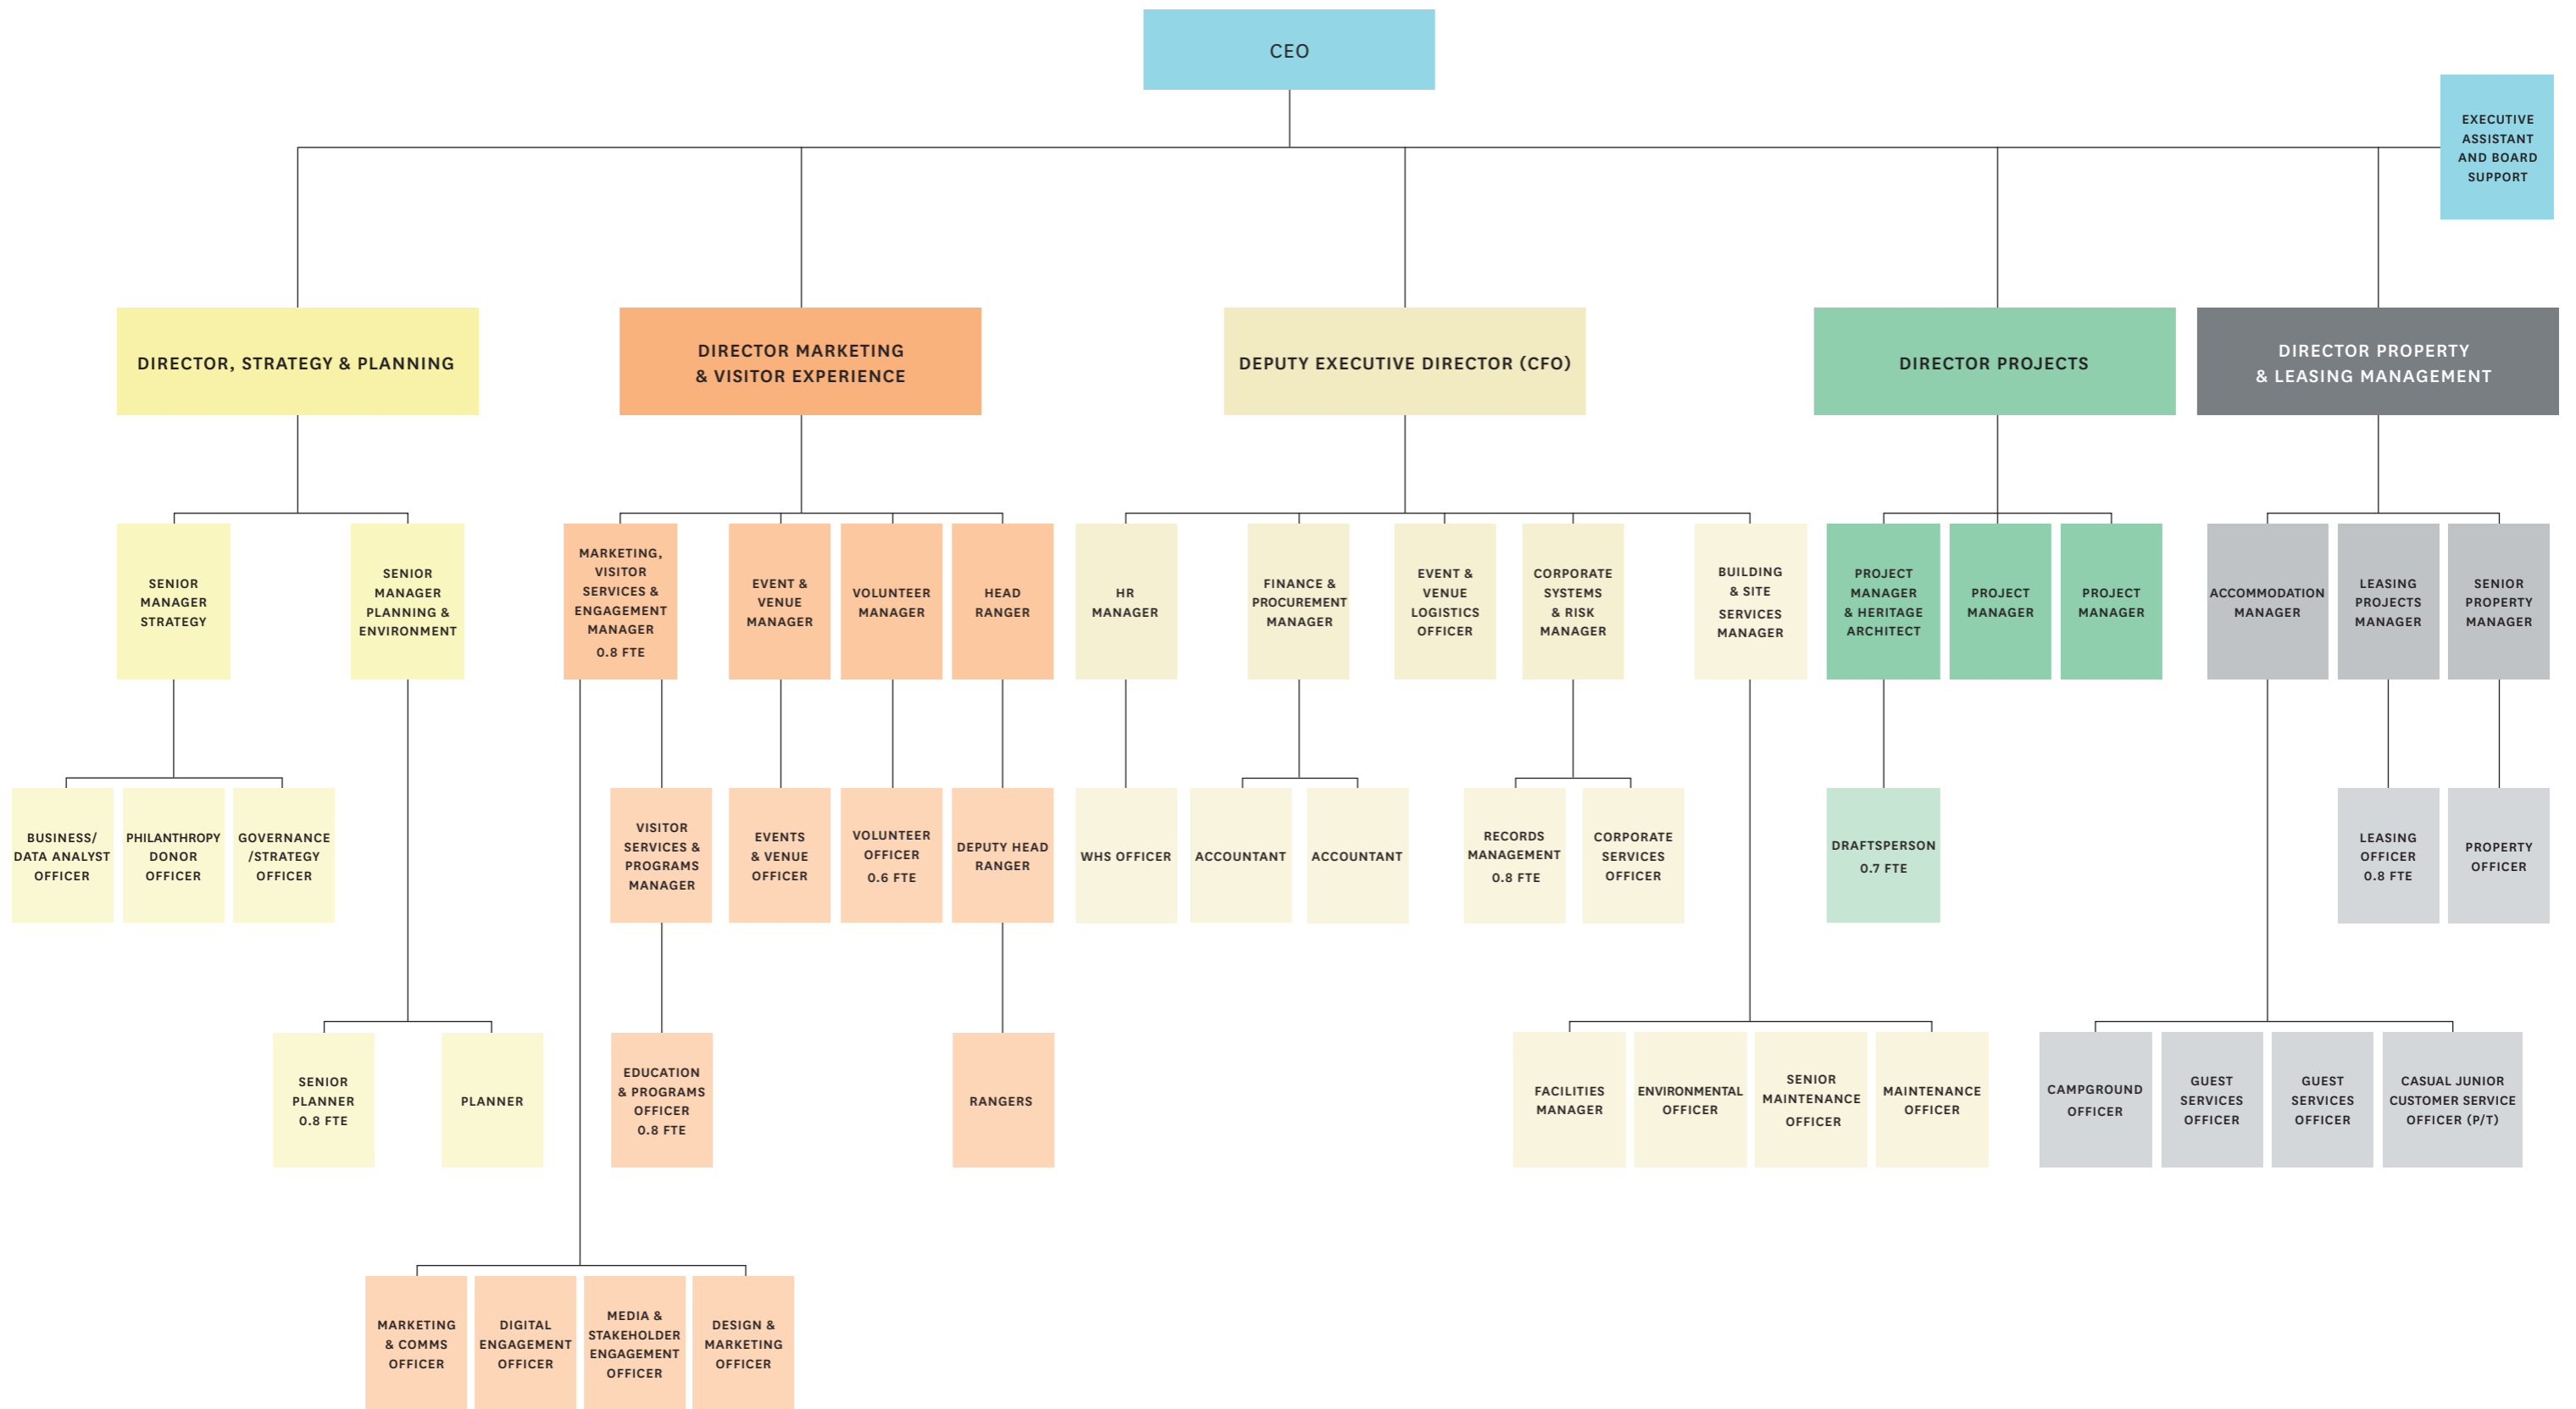 CEO
EXECUTIVE
ASSISTANT
AND BOARD
SUPPORT
DIRECTOR, STRATEGY & PLANNING
DIRECTOR MARKETING
& VISITOR EXPERIENCE
DEPUTY EXECUTIVE DIRECTOR (CFO)
DIRECTOR PROJECTS
DIRECTOR PROPERTY
& LEASING MANAGEMENT
SENIOR
MANAGER
STRATEGY
SENIOR
MANAGER
PLANNING &
ENVIRONMENT
MARKETING,
VISITOR
SERVICES &
ENGAGEMENT
MANAGER
0.8 FTE
EVENT &
VENUE
MANAGER
VOLUNTEER
MANAGER
HEAD
RANGER
HR
MANAGER
FINANCE &
PROCUREMENT
MANAGER
EVENT &
VENUE
LOGISTICS
OFFICER
CORPORATE
SYSTEMS
& RISK
MANAGER
BUILDING
& SITE
SERVICES
MANAGER
PROJECT
MANAGER
& HERITAGE
ARCHITECT
PROJECT
MANAGER
PROJECT
MANAGER
ACCOMMODATION
MANAGER
LEASING
PROJECTS
MANAGER
SENIOR
PROPERTY
MANAGER
BUSINESS/
DATA ANALYST
OFFICER
PHILANTHROPY
DONOR
OFFICER
GOVERNANCE
/STRATEGY
OFFICER
VISITOR
SERVICES &
PROGRAMS
MANAGER
EVENTS
& VENUE
OFFICER
VOLUNTEER
OFFICER
0.6 FTE
DEPUTY HEAD
RANGER
WHS OFFICER
ACCOUNTANT
ACCOUNTANT
RECORDS
MANAGEMENT
0.8 FTE
CORPORATE
SERVICES
OFFICER
DRAFTSPERSON
0.7 FTE
LEASING
OFFICER
0.8 FTE
PROPERTY
OFFICER
SENIOR
PLANNER
0.8 FTE
PLANNER
EDUCATION
& PROGRAMS
OFFICER
0.8 FTE
RANGERS
FACILITIES
MANAGER
ENVIRONMENTAL
OFFICER
SENIOR
MAINTENANCE
OFFICER
MAINTENANCE
OFFICER
CAMPGROUND
OFFICER
GUEST
SERVICES
OFFICER
GUEST
SERVICES
OFFICER
CASUAL JUNIOR
CUSTOMER SERVICE
OFFICER (P/T)
MARKETING
& COMMS
OFFICER
DIGITAL
ENGAGEMENT
OFFICER
MEDIA &
STAKEHOLDER
ENGAGEMENT
OFFICER
DESIGN &
MARKETING
OFFICER